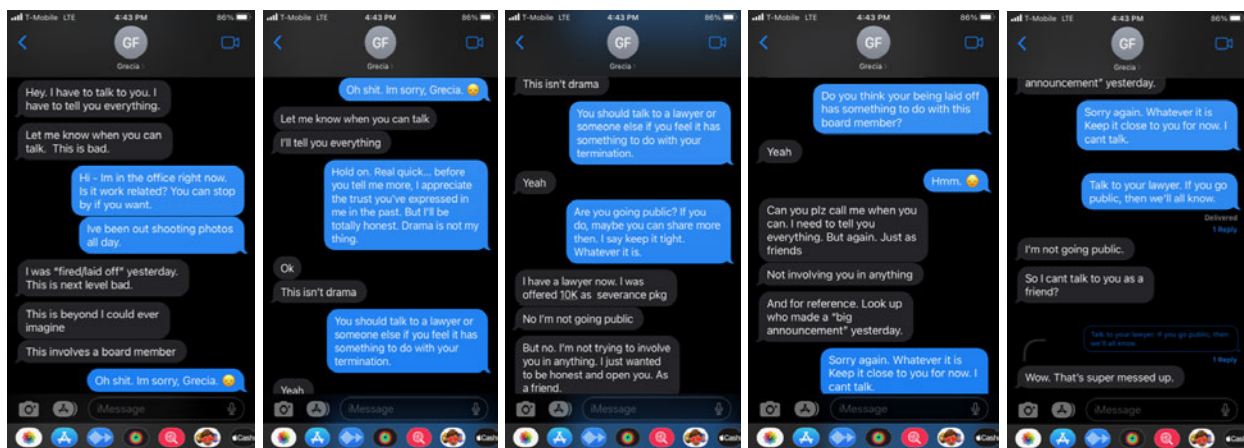 T-Mobile LTE
4:43 PM
86%
GF
Grecia
Hey. I have to talk to you. I
have to tell you everything.
Let me know when you can
talk. This is bad.
Hi - Im in the office right now.
Is it work related? You can stop
by if you want.
Ive been out shooting photos
all day.
I was "fired/laid off" yesterday.
This is next level bad.
This is beyond I could ever
imagine
This involves a board member
Oh shit. Im sorry, Grecia.
iMessage
Cash
T-Mobile LTE
4:43 PM
86%
GF
Grecia
Oh shit. Im sorry, Grecia.
Let me know when you can talk
I'll tell you everything
Hold on. Real quick... before
you tell me more, I appreciate
the trust you've expressed in
me in the past. But I'll be
totally honest. Drama is not my
thing.
Ok
This isn't drama
You should talk to a lawyer or
someone else if you feel it has
something to do with your
termination.
Yeah
iMessage
Cash
T-Mobile LTE
4:43 PM
86%
GF
Grecia
This isn't drama
You should talk to a lawyer or
someone else if you feel it has
something to do with your
termination.
Yeah
Are you going public? If you
do, maybe you can share more
then. I say keep it tight.
Whatever it is.
I have a lawyer now. I was
offered 10K as severance pkg
No I'm not going public
But no. I'm not trying to involve
you in anything. I just wanted
to be honest and open you. As
a friend.
iMessage
Cash
T-Mobile LTE
4:43 PM
86%
GF
Grecia
Do you think your being laid off
has something to do with this
board member?
Yeah
Hmm.
Can you plz call me when you
can. I need to tell you
everything. But again. Just as
friends
Not involving you in anything
And for reference. Look up
who made a "big
announcement" yesterday.
Sorry again. Whatever it is
Keep it close to you for now. I
cant talk.
iMessage
Cash
T-Mobile LTE
4:43 PM
86%
GF
Grecia
announcement" yesterday.
Sorry again. Whatever it is
Keep it close to you for now. I
cant talk.
Talk to your lawyer. If you go
public, then we'll all know.
Delivered
1 Reply
I'm not going public.
So I cant talk to you as a
friend?
Talk to your lawyer. If you go public, then
we'll all know.
1 Reply
Wow. That's super messed up.
iMessage
Cash